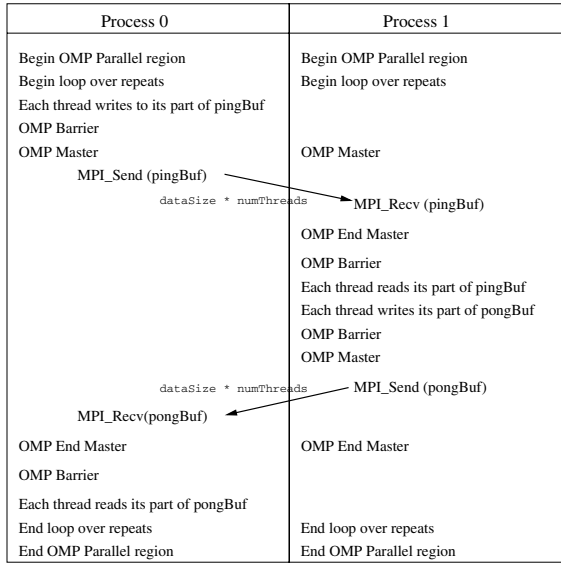 Process 0
Process 1
Begin OMP Parallel region
Begin OMP Parallel region
Begin loop over repeats
Begin loop over repeats
Each thread writes to its part of pingBuf
OMP Barrier
OMP Master
OMP Master
MPI_Send (pingBuf)
dataSize * numThreads
MPI_Recv (pingBuf)
OMP End Master
OMP Barrier
Each thread reads its part of pingBuf
Each thread writes its part of pongBuf
OMP Barrier
OMP Master
dataSize * numThreads
MPI_Send (pongBuf)
MPI_Recv(pongBuf)
OMP End Master
OMP End Master
OMP Barrier
Each thread reads its part of pongBuf
End loop over repeats
End loop over repeats
End OMP Parallel region
End OMP Parallel region